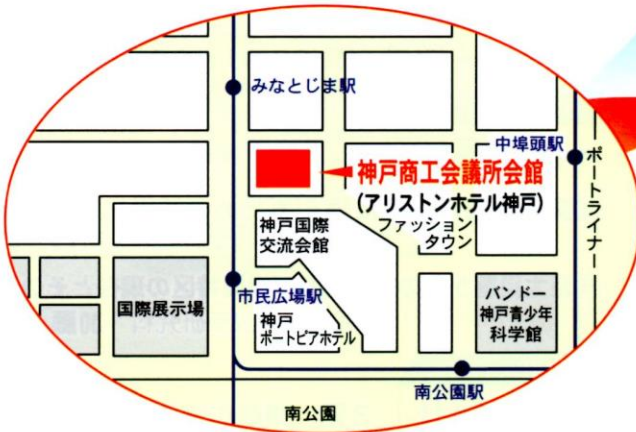 みなとじま駅
中埠頭駅
神戸商工会議所会館
(アリストンホテル神戸)
ファッション
タウン
ポートライナー
神戸国際
交流会館
国際展示場
市民広場駅
神戸
ポートピアホテル
バンドー
神戸青少年
科学館
南公園駅
南公園